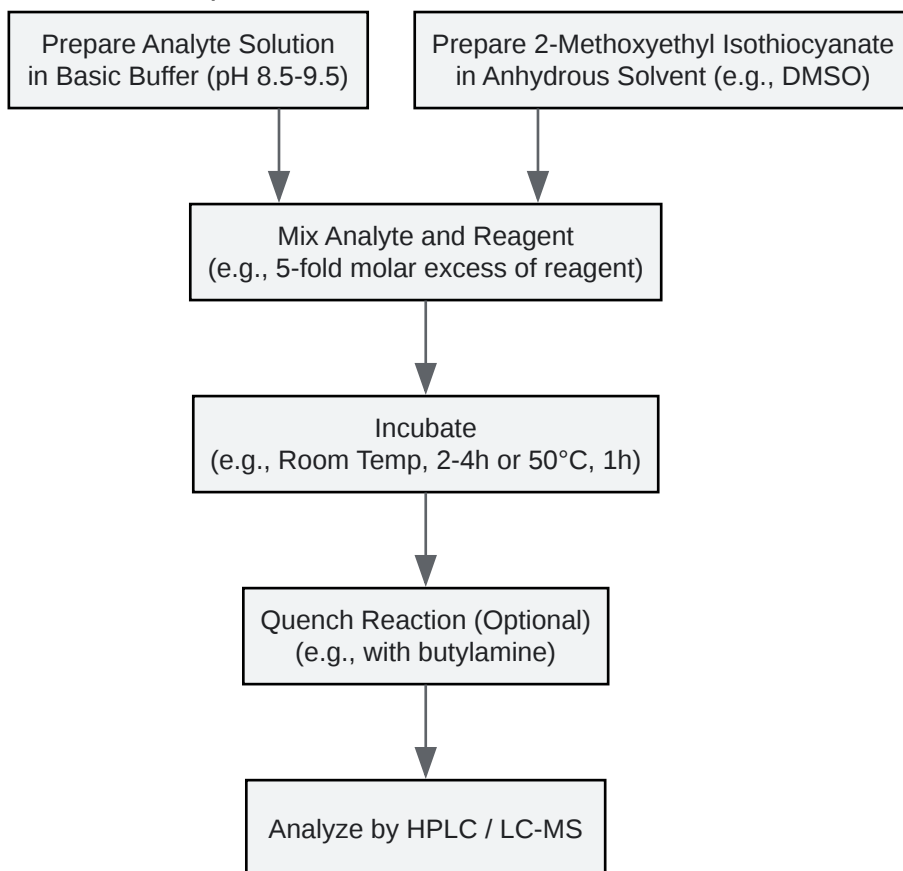 Prepare Analyte Solution
in Basic Buffer (pH 8.5-9.5)
Prepare 2-Methoxyethyl Isothiocyanate
in Anhydrous Solvent (e.g., DMSO)
Mix Analyte and Reagent
(e.g., 5-fold molar excess of reagent)
Incubate
(e.g., Room Temp, 2-4h or 50°C, 1h)
Quench Reaction (Optional)
(e.g., with butylamine)
Analyze by HPLC / LC-MS